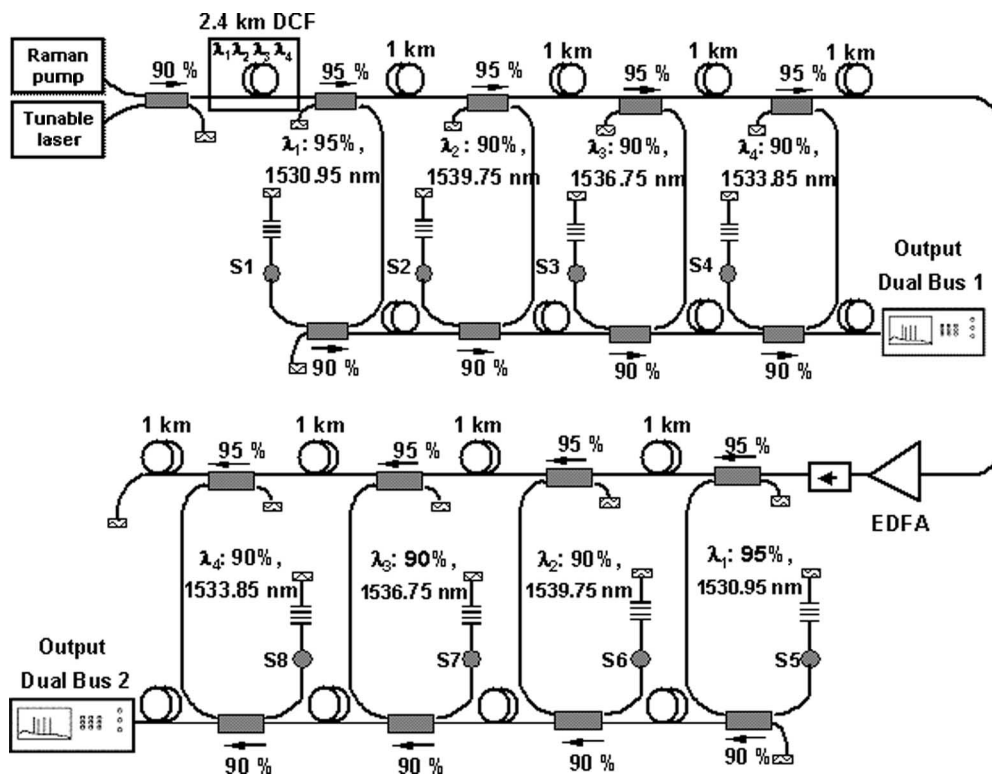 2.4 km DCF
Raman
pump
90 %
λ1 λ2 λ3 λ4
95 %
1 km
95 %
1 km
95 %
1 km
95 %
1 km
Tunable
laser
λ1: 95%,
1530.95 nm
λ2: 90%,
1539.75 nm
λ3: 90%,
1536.75 nm
λ4: 90%,
1533.85 nm
S1
S2
S3
S4
Output
Dual Bus 1
90 %
90 %
90 %
90 %
1 km
95 %
1 km
95 %
1 km
95 %
1 km
95 %
EDFA
λ4: 90%,
1533.85 nm
λ3: 90%,
1536.75 nm
λ2: 90%,
1539.75 nm
λ1: 95%,
1530.95 nm
Output
Dual Bus 2
S8
S7
S6
S5
90 %
90 %
90 %
90 %